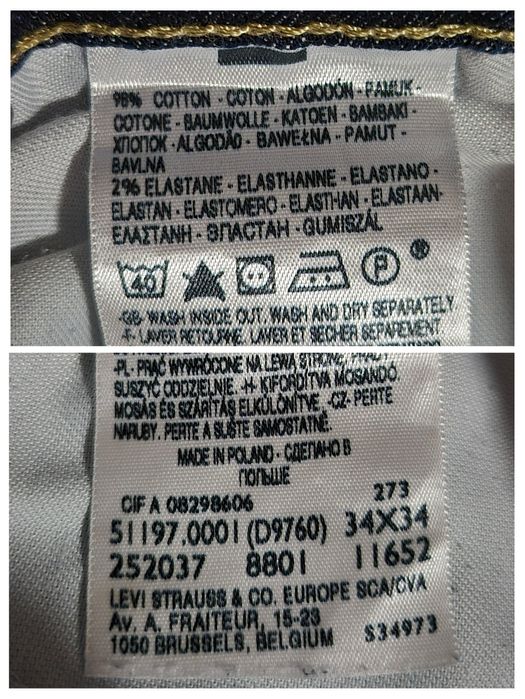 98% COTTON - COTON - ALGODÓN - PAMUK -
COTONE - BAUMWOLLE - KATOEN - BAMBAKI -
ХЛОПОК - ALGODÃO - BAWEŁNA - PAMUT -
BAVLNA
2% ELASTANE - ELASTHANNE - ELASTANO -
ELASTAN - ELASTOMERO - ELASTHAN - ELASTAAN-
ΕΛΑΣΤΑΝΗ - ЭЛАСТАН - GUMISZÁL
40 P ®
-GB- WASH INSIDE OUT. WASH AND DRY SEPARATELY
-F- LAVER RETOURNE. LAVER ET SECHER SEPAREMENT
-PL- PRAĆ WYWRÓCONE NA LEWĄ STRONĘ, PRAĆ I
SUSZYĆ ODDZIELNIE. -H- KIFORDÍTVA MOSANDÓ.
MOSÁS ÉS SZÁRÍTÁS ELKÜLÖNÍTVE. -CZ- PERTE
NARUBY. PERTE A SUŠTE SAMOSTATNĚ.
MADE IN POLAND - СДЕЛАНО В
ПОЛЬШЕ
CIF A 08298606 273
51197.0001 (D9760) 34X34
252037 8801 11652
LEVI STRAUSS & CO. EUROPE SCA/CVA
Av. A. FRAITEUR, 15-23
1050 BRUSSELS, BELGIUM S34973